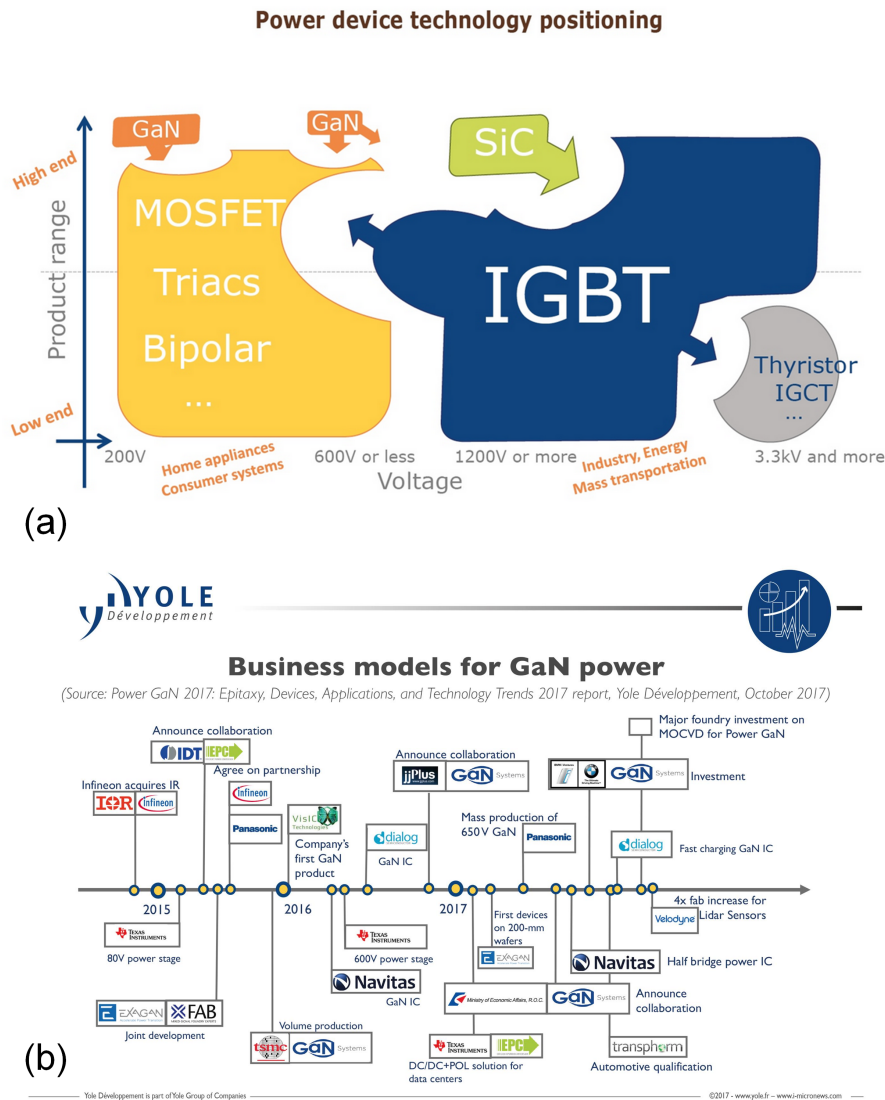 Power device technology positioning
GaN
GaN
SiC
High end
Product range
Low end
MOSFET
Triacs
Bipolar
...
IGBT
Thyristor
IGCT
...
200V
Home appliances
Consumer systems
600V or less
Voltage
1200V or more
Industry, Energy
Mass transportation
3.3kV and more
(a)
YOLE
Développement
Business models for GaN power
(Source: Power GaN 2017: Epitaxy, Devices, Applications, and Technology Trends 2017 report, Yole Développement, October 2017)
Major foundry investment on
MOCVD for Power GaN
Announce collaboration
IDT
EPC
Agree on partnership
Infineon acquires IR
IOR
infineon
infineon
Panasonic
VisIC
Technologies
Company's
first GaN
product
dialog
GaN IC
Announce collaboration
jjPlus
GaN Systems
Mass production of
650V GaN
Panasonic
BMW
GaN Systems
Investment
dialog
Fast charging GaN IC
2015
2016
2017
TEXAS
INSTRUMENTS
80V power stage
TEXAS
INSTRUMENTS
600V power stage
Navitas
GaN IC
First devices
on 200-mm
wafers
EXAGAN
4x fab increase for
Lidar Sensors
Velodyne
Navitas
Half bridge power IC
EXAGAN
XFAB
Joint development
Volume production
tsmc
GaN Systems
Ministry of Economic Affairs, R.O.C.
GaN Systems
Announce
collaboration
TEXAS
INSTRUMENTS
EPC
DC/DC+POL solution for
data centers
transphorm
Automotive qualification
(b)
Yole Développement is part of Yole Group of Companies
©2017 - www.yole.fr – www.i-micronews.com